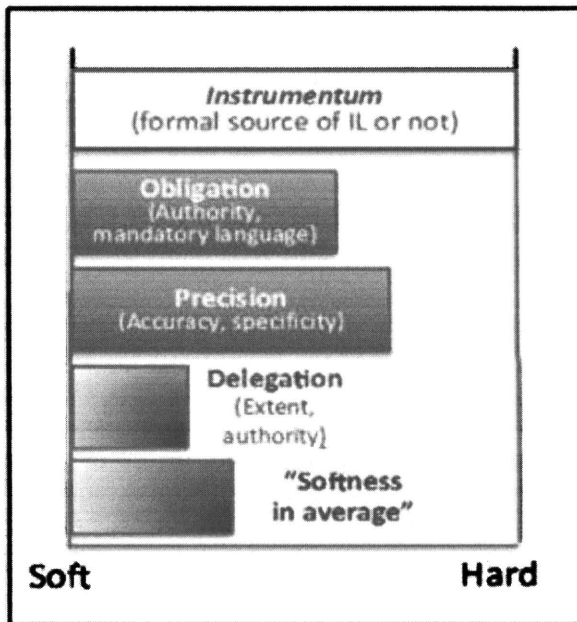 Instrumentum
(formal source of IL or not)
Obligation
(Authority,
mandatory language)
Precision
(Accuracy, specificity)
Delegation
(Extent,
authority)
"Softness
in average"
Soft
Hard